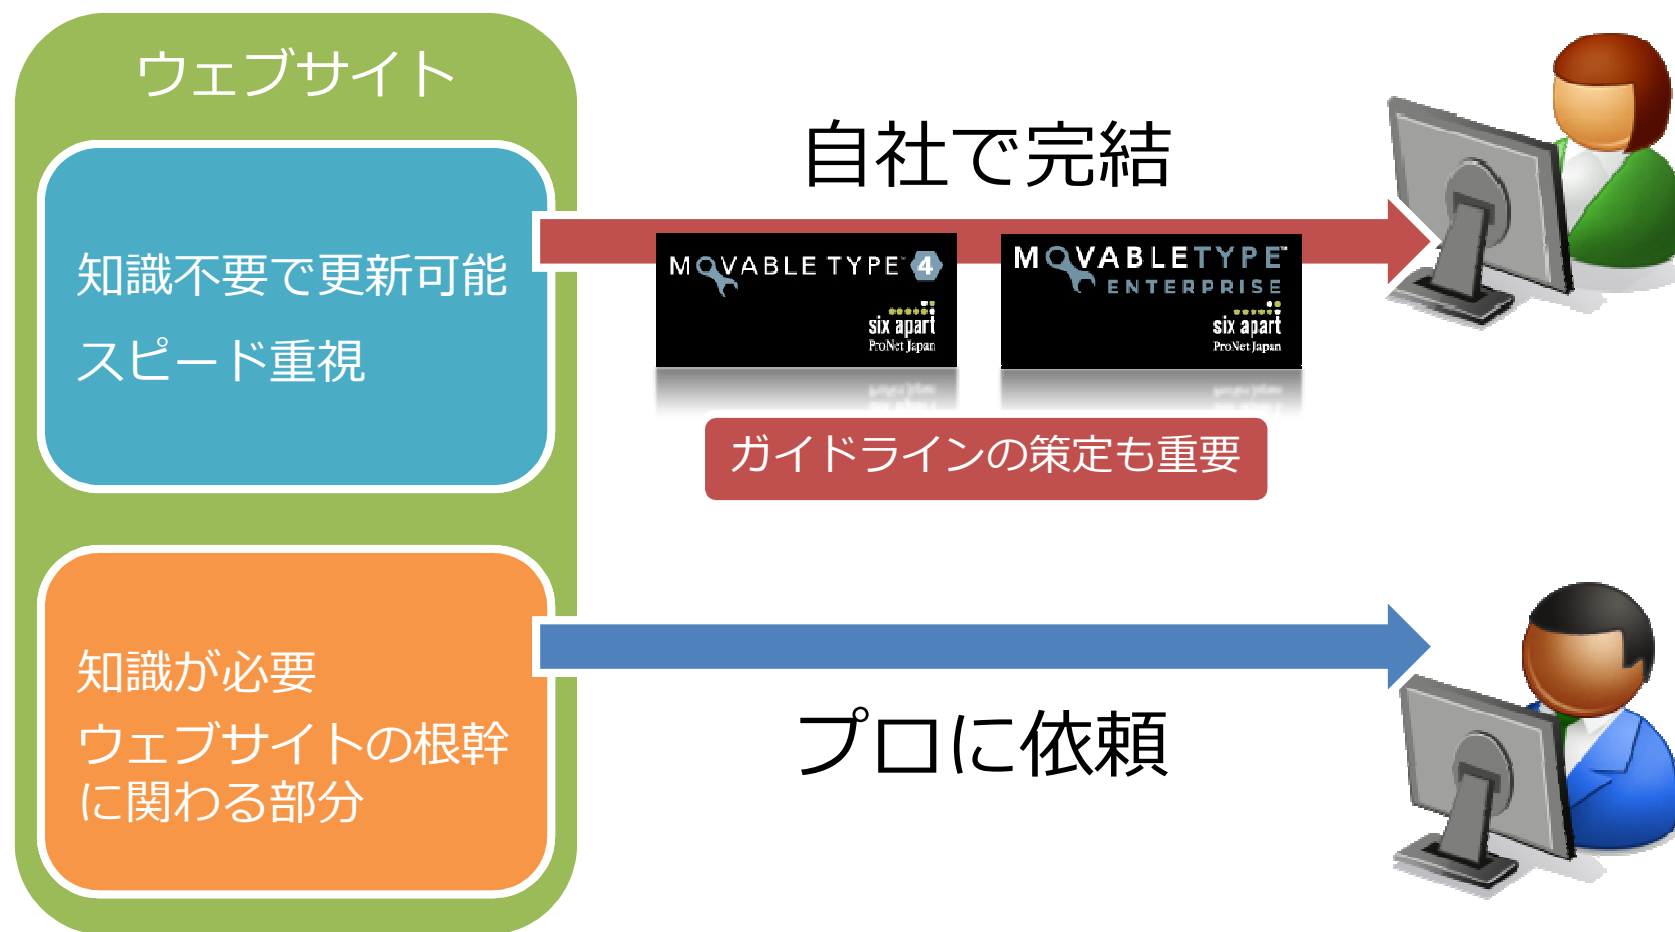 ウェブサイト
知識不要で更新可能
スピード重視
自社で完結
MOVABLE TYPE™ 4
six apart
ProNet Japan
MOVABLETYPE™
ENTERPRISE
six apart
ProNet Japan
ガイドラインの策定も重要
知識が必要
ウェブサイトの根幹
に関わる部分
プロに依頼